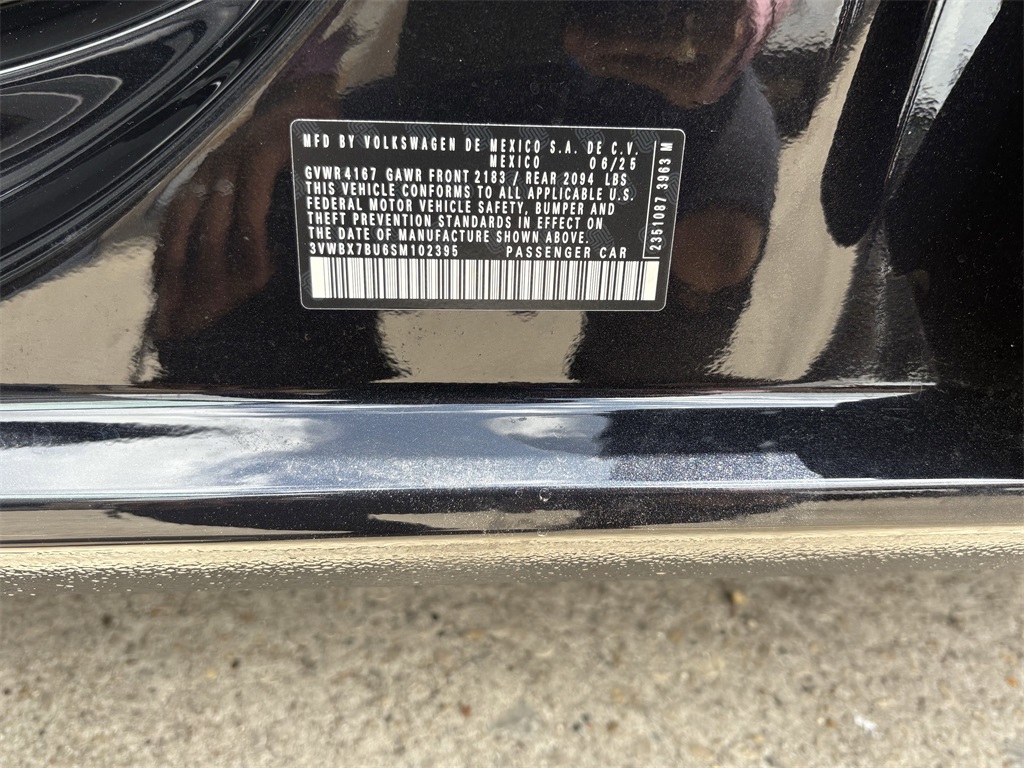 MFD BY VOLKSWAGEN DE MEXICO S.A. DE C.V.
MEXICO 06/25
GVWR 4167 GAWR FRONT 2183 / REAR 2094 LBS
THIS VEHICLE CONFORMS TO ALL APPLICABLE U.S.
FEDERAL MOTOR VEHICLE SAFETY, BUMPER AND
THEFT PREVENTION STANDARDS IN EFFECT ON
THE DATE OF MANUFACTURE SHOWN ABOVE.
3VWBX7BU6SM102395 PASSENGER CAR
2351087 3963 M